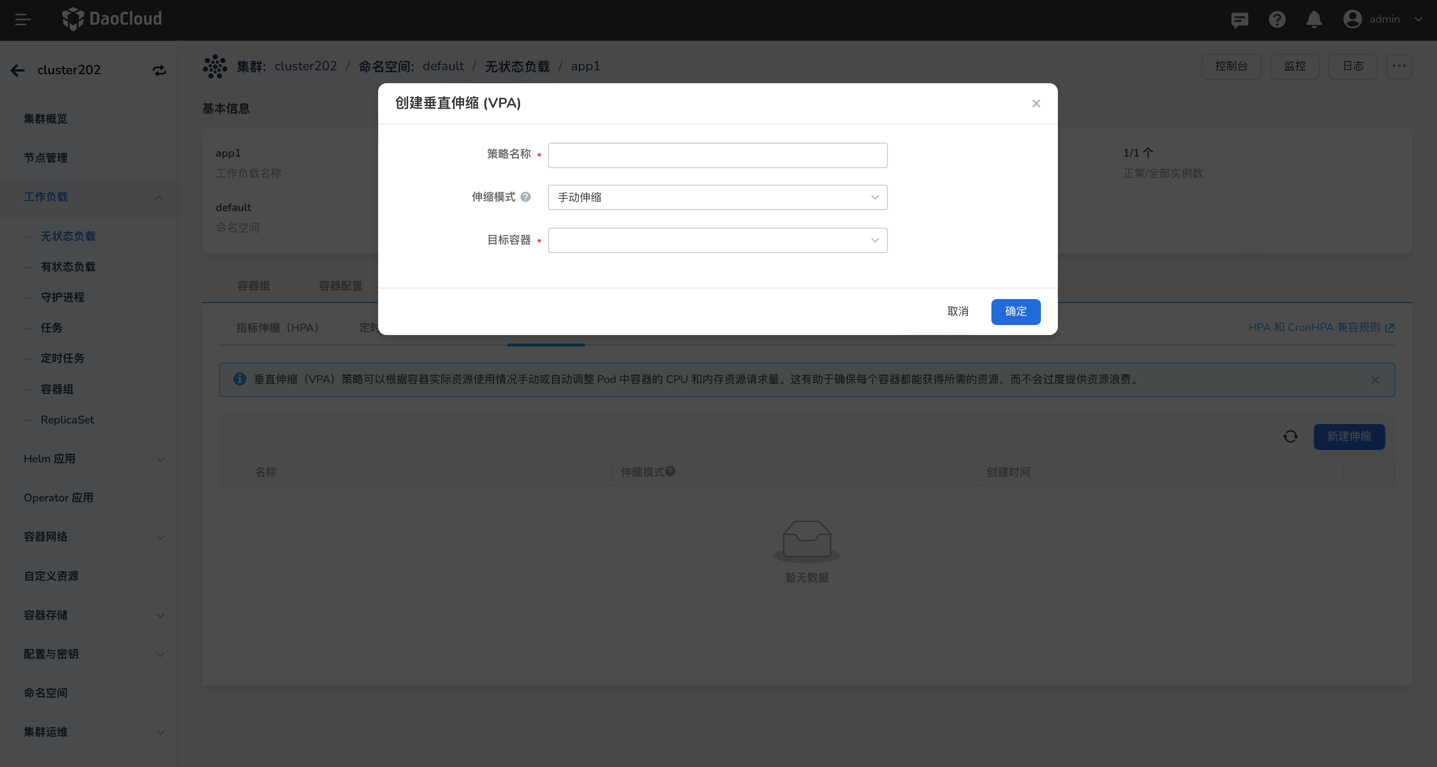 DaoCloud
admin
cluster202
集群: cluster202 / 命名空间: default / 无状态负载 / app1
控制台
监控
日志
集群概览
节点管理
工作负载
无状态负载
有状态负载
守护进程
任务
定时任务
容器组
ReplicaSet
Helm 应用
Operator 应用
容器网络
自定义资源
容器存储
配置与密钥
命名空间
集群运维
基本信息
app1
工作负载名称
default
命名空间
1/1 个
正常/全部实例数
创建垂直伸缩 (VPA)
策略名称 *
伸缩模式
手动伸缩
目标容器 *
取消
确定
容器组
容器配置
指标伸缩（HPA）
定时
HPA 和 CronHPA 兼容规则
垂直伸缩（VPA）策略可以根据容器实际资源使用情况手动或自动调整 Pod 中容器的 CPU 和内存资源请求量。这有助于确保每个容器都能获得所需的资源，而不会过度提供资源浪费。
新建伸缩
名称
伸缩模式
创建时间
暂无数据